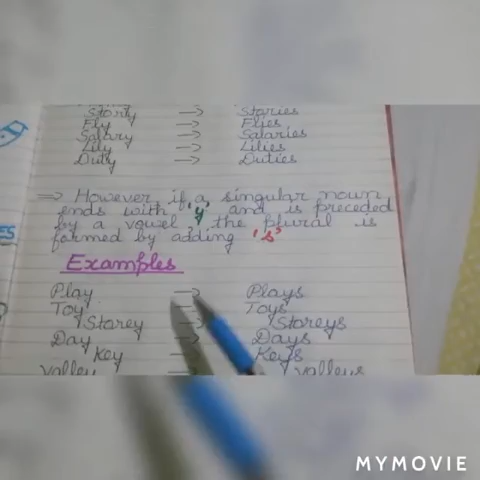 Story → Stories
Fly → Flies
Salary → Salaries
Lily → Lilies
Duty → Duties
⇒ However if a singular noun
ends with 'y' and is preceded
by a vowel, the plural is
formed by adding 's'
Examples
Play → Plays
Toy Toys
Storey → Storeys
Day → Days
Key → Keys
Valley → Valleys
MYMOVIE